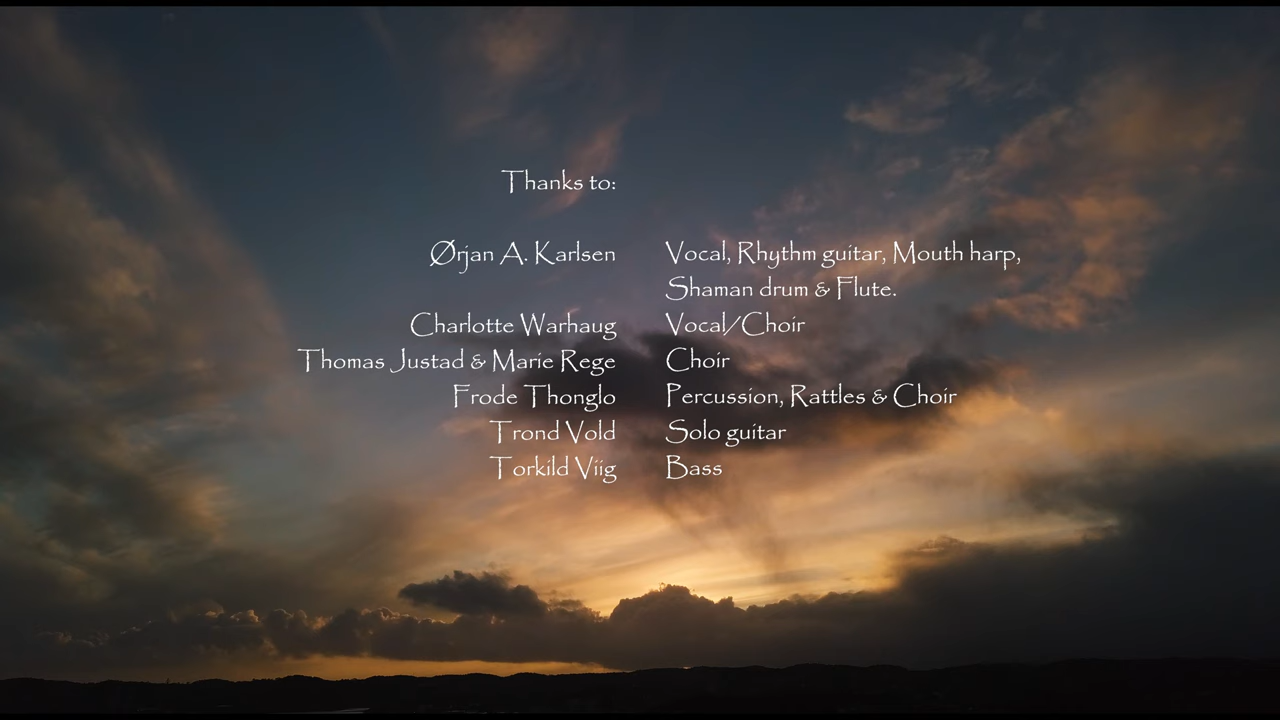 Thanks to:
Ørjan A. Karlsen Vocal, Rhythm guitar, Mouth harp,
Shaman drum & Flute.
Charlotte Warhaug Vocal/Choir
Thomas Justad & Marie Rege Choir
Frode Thonglo Percussion, Rattles & Choir
Trond Vold Solo guitar
Torkild Viig Bass